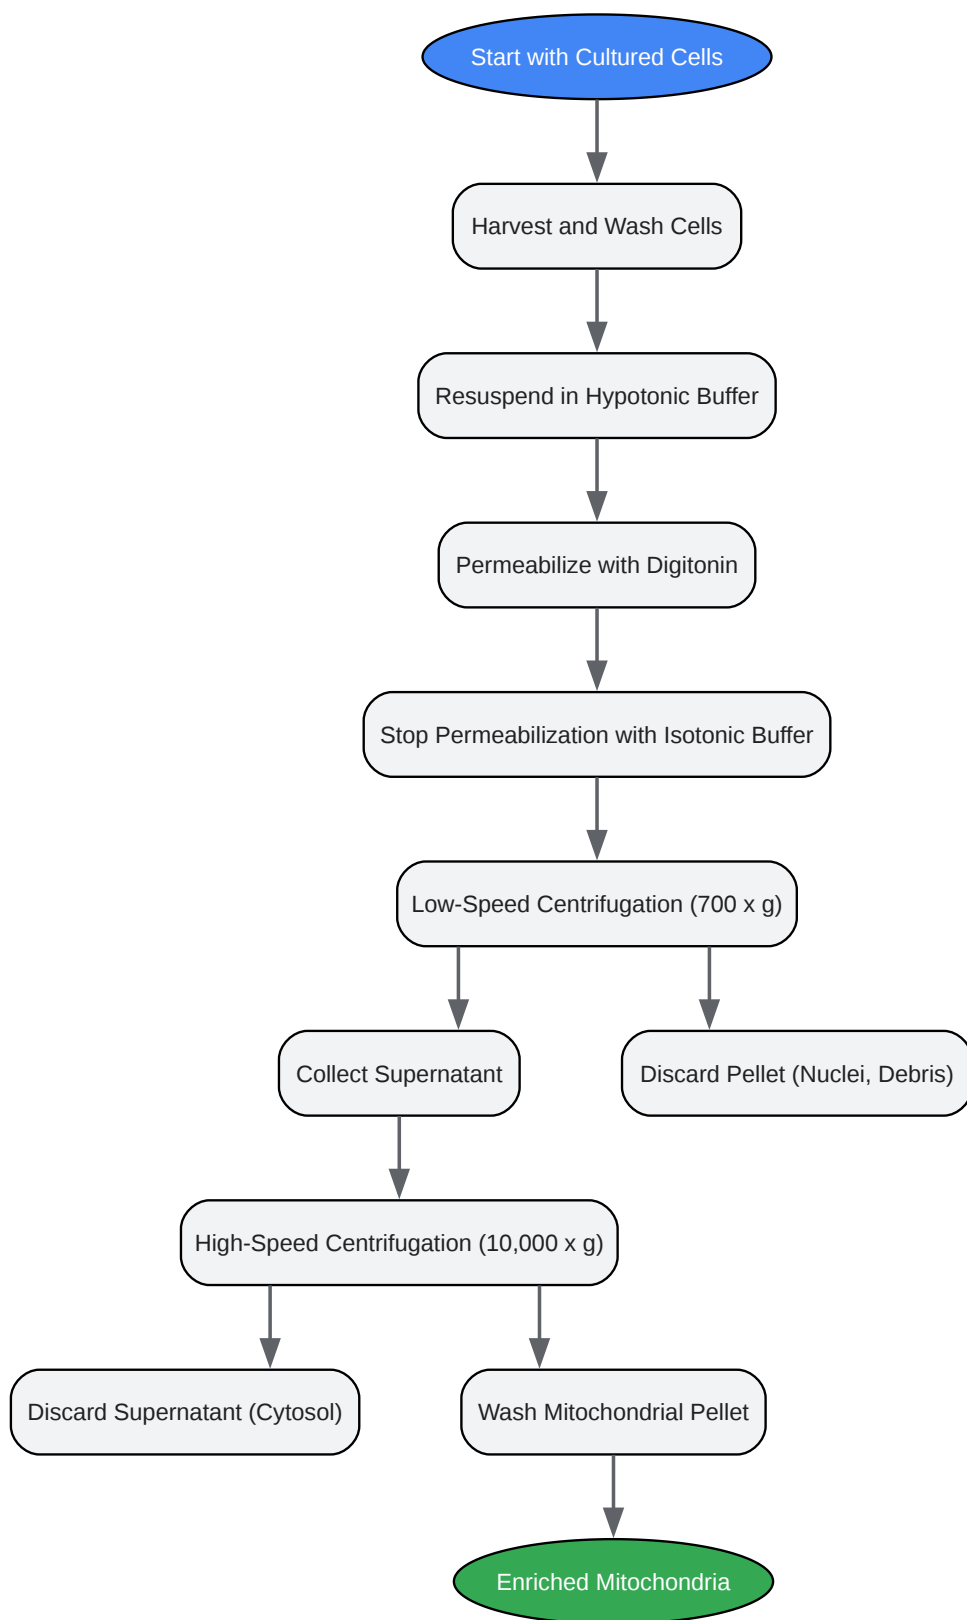 Start with Cultured Cells
Harvest and Wash Cells
Resuspend in Hypotonic Buffer
Permeabilize with Digitonin
Stop Permeabilization with Isotonic Buffer
Low-Speed Centrifugation (700 x g)
Collect Supernatant
Discard Pellet (Nuclei, Debris)
High-Speed Centrifugation (10,000 x g)
Discard Supernatant (Cytosol)
Wash Mitochondrial Pellet
Enriched Mitochondria